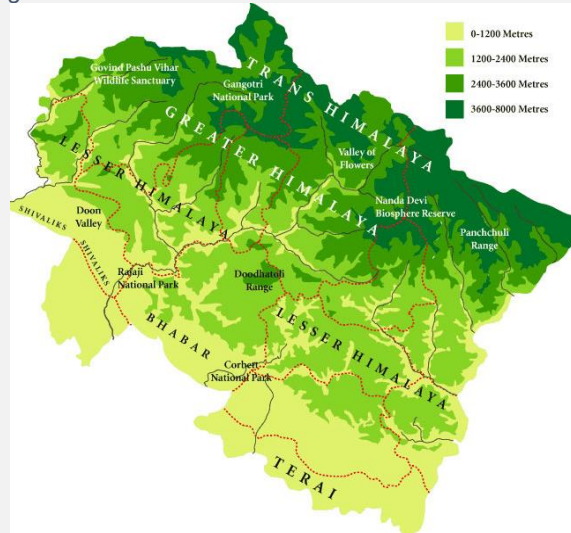 g
0-1200 Metres
1200-2400 Metres
2400-3600 Metres
3600-8000 Metres
Govind Pashu Vihar
Wildlife Sanctuary
Gangotri
National Park
TRANS HIMALAYA
GREATER HIMALAYA
Valley of
Flowers
LESSER HIMALAYA
Nanda Devi
Biosphere Reserve
SHIVALIKS
Doon
Valley
Panchchuli
Range
SHIVALIKS
Rajaji
National Park
Doodhatoli
Range
BHABAR
LESSER HIMALAYA
Corbett
National Park
TERAI